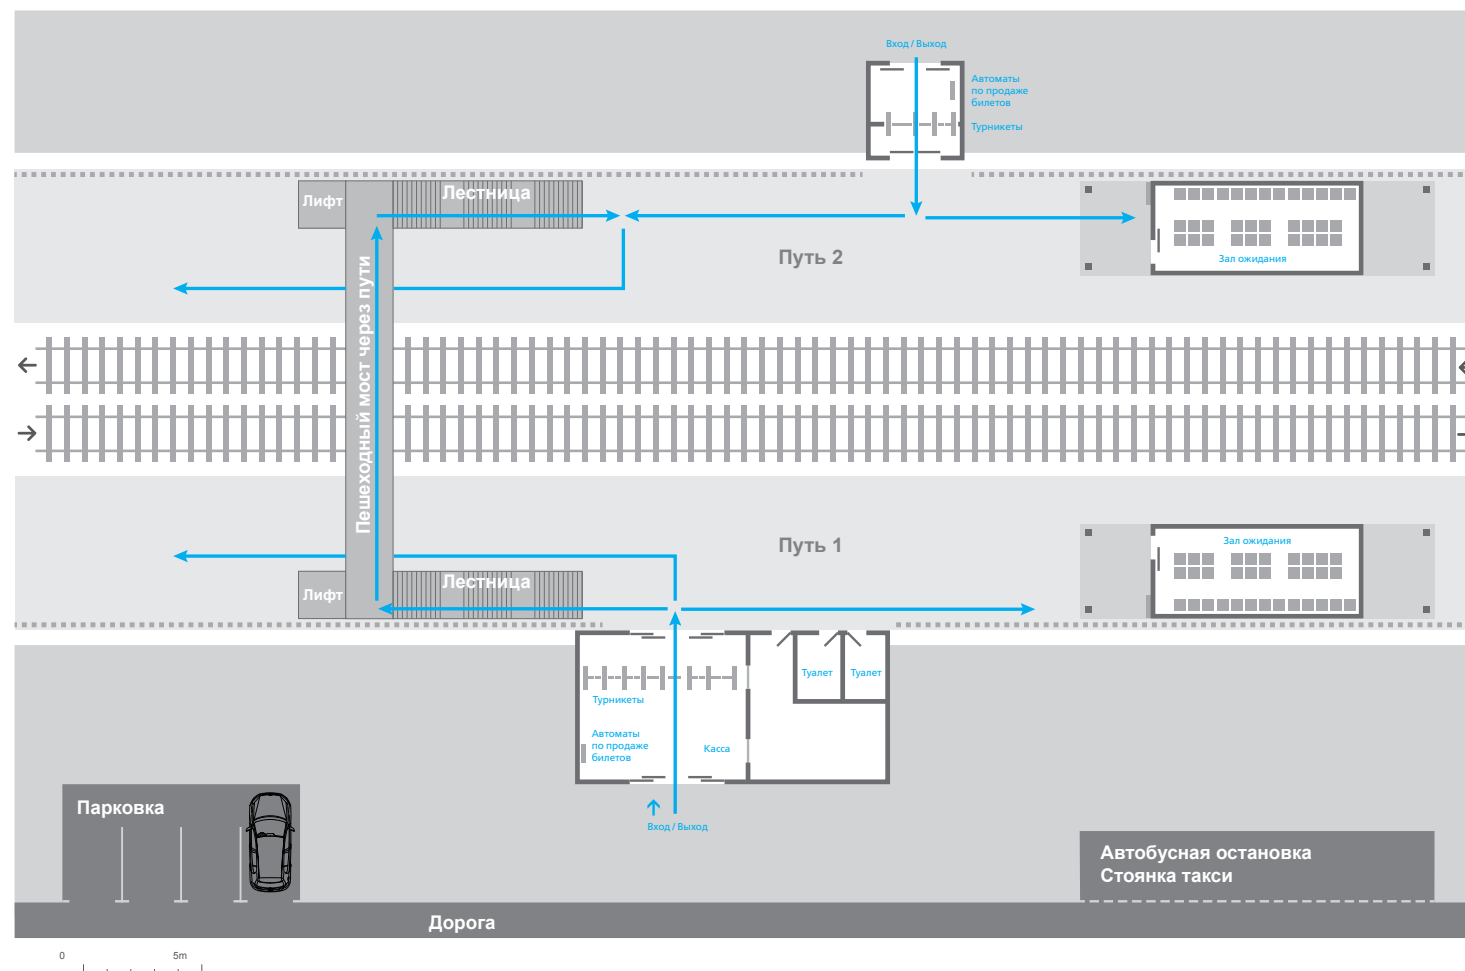 Вход / Выход
Автоматы
по продаже
билетов
Турникеты
Лифт
Лестница
Путь 2
Зал ожидания
Пешеходный мост через пути
Путь 1
Зал ожидания
Лифт
Лестница
Турникеты
Автоматы
по продаже
билетов
Касса
Туалет
Туалет
Вход / Выход
Парковка
Автобусная остановка
Стоянка такси
Дорога
0 5m